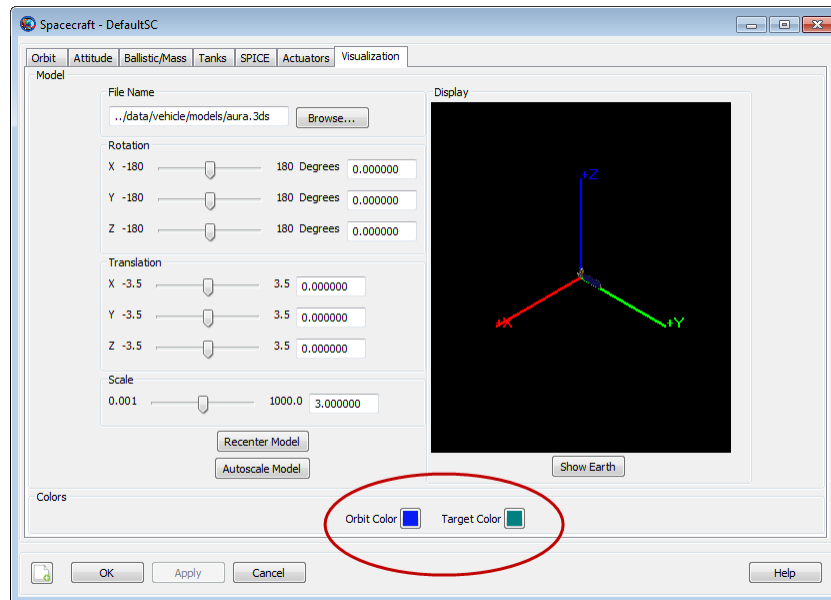 Spacecraft - DefaultSC
Orbit Attitude Ballistic/Mass Tanks SPICE Actuators Visualization
Model
File Name
../data/vehicle/models/aura.3ds Browse...
Rotation
X -180 180 Degrees 0.000000
Y -180 180 Degrees 0.000000
Z -180 180 Degrees 0.000000
Translation
X -3.5 3.5 0.000000
Y -3.5 3.5 0.000000
Z -3.5 3.5 0.000000
Scale
0.001 1000.0 3.000000
Recenter Model
Autoscale Model
Display
+Z
+X
+Y
Show Earth
Colors
Orbit Color Target Color
OK Apply Cancel Help